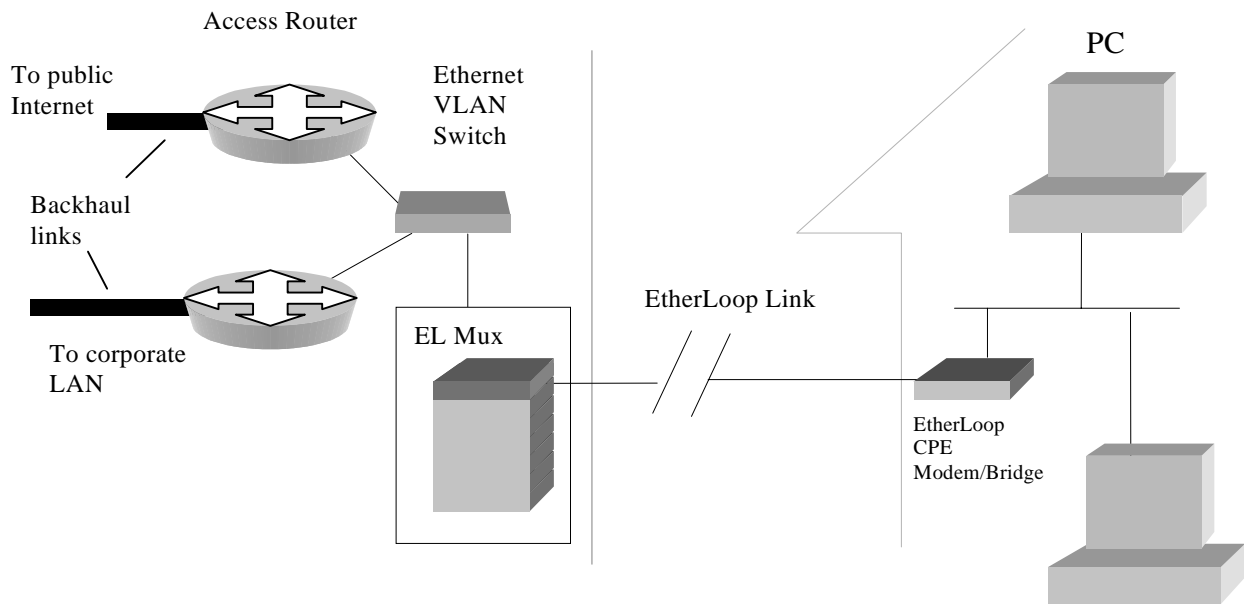 Access Router
To public
Internet
Ethernet
VLAN
Switch
PC
Backhaul
links
To corporate
LAN
EL Mux
EtherLoop Link
EtherLoop
CPE
Modem/Bridge